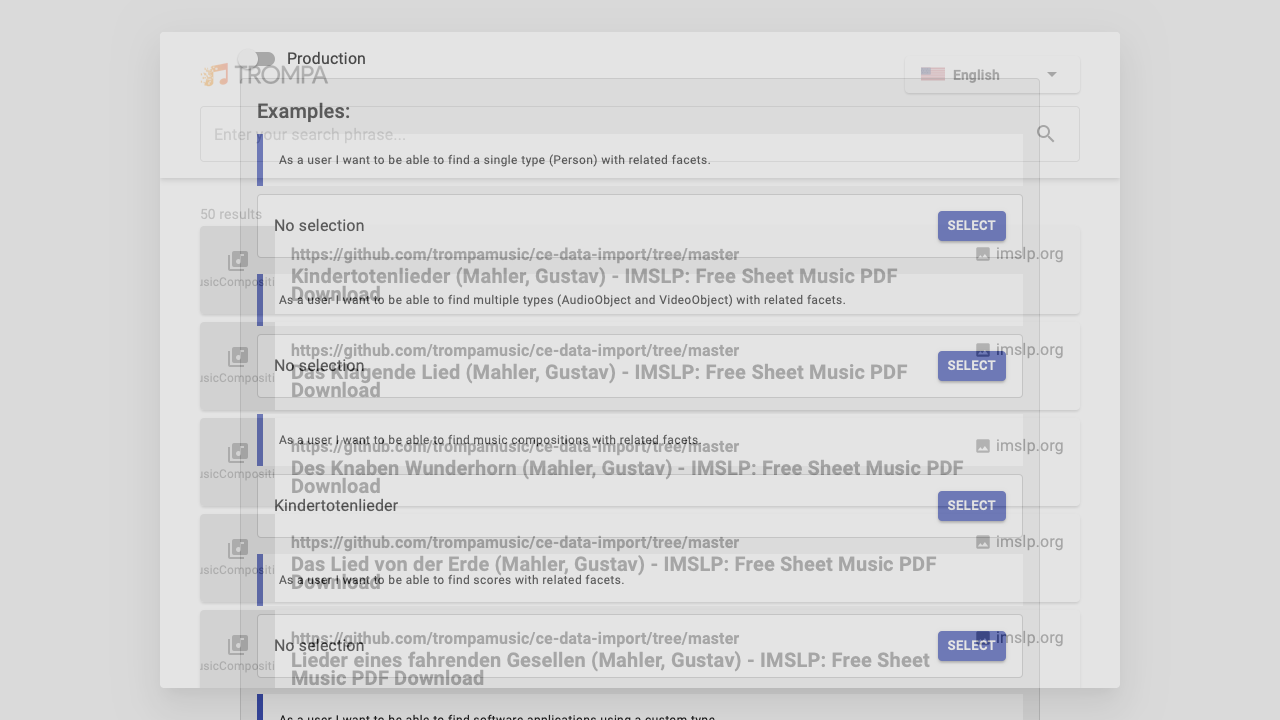 Production
TROMPA
English
Examples:
Enter your search phrase...
As a user I want to be able to find a single type (Person) with related facets.
50 results
No selection
SELECT
https://github.com/trompamusic/ce-data-import/tree/master
imslp.org
Kindertotenlieder (Mahler, Gustav) - IMSLP: Free Sheet Music PDF
Download
usicCompositi
As a user I want to be able to find multiple types (AudioObject and VideoObject) with related facets.
https://github.com/trompamusic/ce-data-import/tree/master
imslp.org
No selection
SELECT
Das Klagende Lied (Mahler, Gustav) - IMSLP: Free Sheet Music PDF
Download
usicCompositi
As a user I want to be able to find music compositions with related facets.
https://github.com/trompamusic/ce-data-import/tree/master
imslp.org
Des Knaben Wunderhorn (Mahler, Gustav) - IMSLP: Free Sheet Music PDF
Download
usicCompositi
Kindertotenlieder
SELECT
https://github.com/trompamusic/ce-data-import/tree/master
imslp.org
Das Lied von der Erde (Mahler, Gustav) - IMSLP: Free Sheet Music PDF
Download
usicCompositi
As a user I want to be able to find scores with related facets.
https://github.com/trompamusic/ce-data-import/tree/master
imslp.org
No selection
SELECT
Lieder eines fahrenden Gesellen (Mahler, Gustav) - IMSLP: Free Sheet
Music PDF Download
usicCompositi
As a user I want to be able to find software applications using a custom type